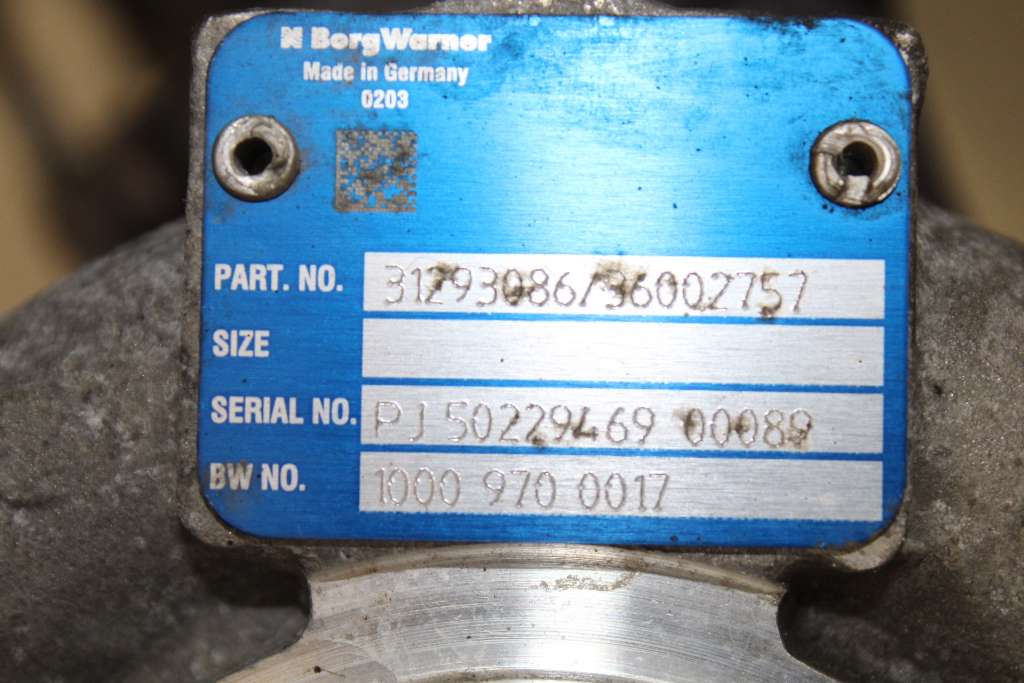 BorgWarner
Made in Germany
0203
PART. NO. 31293086/36002757
SIZE
SERIAL NO. PJ 50229469 00089
BW NO. 1000 970 0017